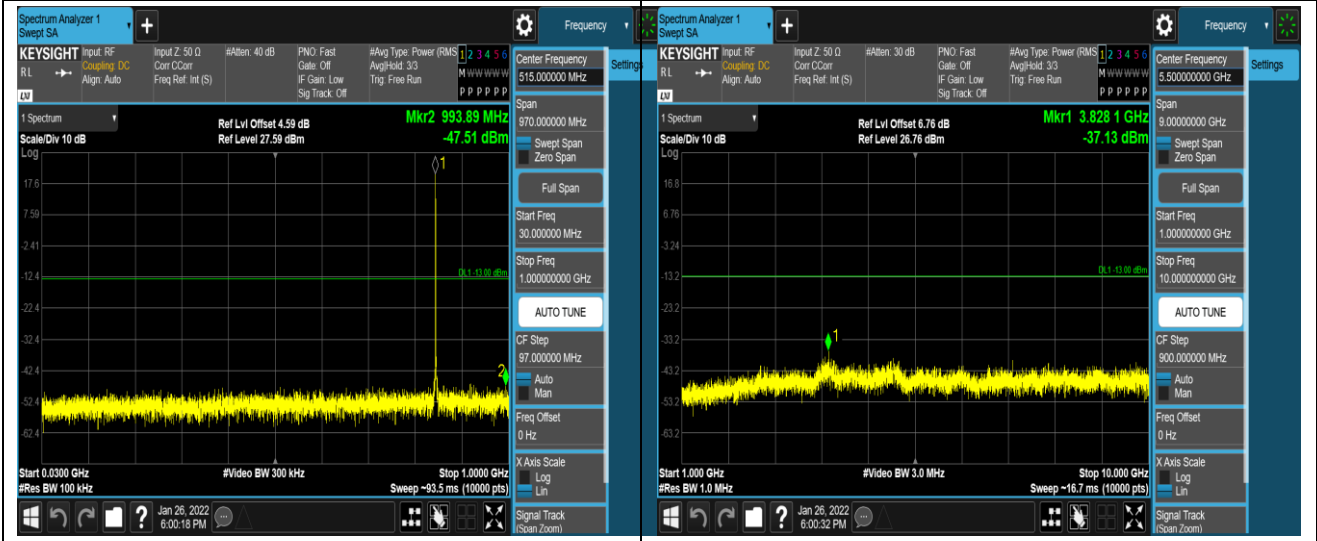 Spectrum Analyzer 1
Swept SA
Frequency
KEYSIGHT
RL
LXI
Input: RF
Coupling: DC
Align: Auto
Input Z: 50 Ω
Corr CCorr
Freq Ref: Int (S)
#Atten: 40 dB
PNO: Fast
Gate: Off
IF Gain: Low
Sig Track: Off
#Avg Type: Power (RMS
Avg|Hold: 3/3
Trig: Free Run
1 2 3 4 5 6
M W W W W W
P P P P P P
Center Frequency
515.000000 MHz
Settings
1 Spectrum
Scale/Div 10 dB
Log
Ref Lvl Offset 4.59 dB
Ref Level 27.59 dBm
Mkr2 993.89 MHz
-47.51 dBm
Span
970.000000 MHz
Swept Span
Zero Span
Full Span
Start Freq
30.000000 MHz
Stop Freq
1.000000000 GHz
AUTO TUNE
CF Step
97.000000 MHz
Auto
Man
Freq Offset
0 Hz
X Axis Scale
Log
Lin
Signal Track
(Span Zoom)
1
17.6
7.59
-2.41
DL1 -13.00 dBm
-12.4
-22.4
-32.4
-42.4
2
-52.4
-62.4
Start 0.0300 GHz
#Video BW 300 kHz
Stop 1.0000 GHz
#Res BW 100 kHz
Sweep ~93.5 ms (10000 pts)
Jan 26, 2022
6:00:18 PM
Spectrum Analyzer 1
Swept SA
Frequency
KEYSIGHT
RL
LXI
Input: RF
Coupling: DC
Align: Auto
Input Z: 50 Ω
Corr CCorr
Freq Ref: Int (S)
#Atten: 30 dB
PNO: Fast
Gate: Off
IF Gain: Low
Sig Track: Off
#Avg Type: Power (RMS
Avg|Hold: 3/3
Trig: Free Run
1 2 3 4 5 6
M W W W W W
P P P P P P
Center Frequency
5.500000000 GHz
Settings
1 Spectrum
Scale/Div 10 dB
Log
Ref Lvl Offset 6.76 dB
Ref Level 26.76 dBm
Mkr1 3.828 1 GHz
-37.13 dBm
Span
9.00000000 GHz
Swept Span
Zero Span
Full Span
Start Freq
1.000000000 GHz
Stop Freq
10.000000000 GHz
AUTO TUNE
CF Step
900.000000 MHz
Auto
Man
Freq Offset
0 Hz
X Axis Scale
Log
Lin
Signal Track
(Span Zoom)
16.8
6.76
-3.24
DL1 -13.00 dBm
-13.2
-23.2
-33.2
1
-43.2
-53.2
-63.2
Start 1.000 GHz
#Video BW 3.0 MHz
Stop 10.000 GHz
#Res BW 1.0 MHz
Sweep ~16.7 ms (10000 pts)
Jan 26, 2022
6:00:32 PM